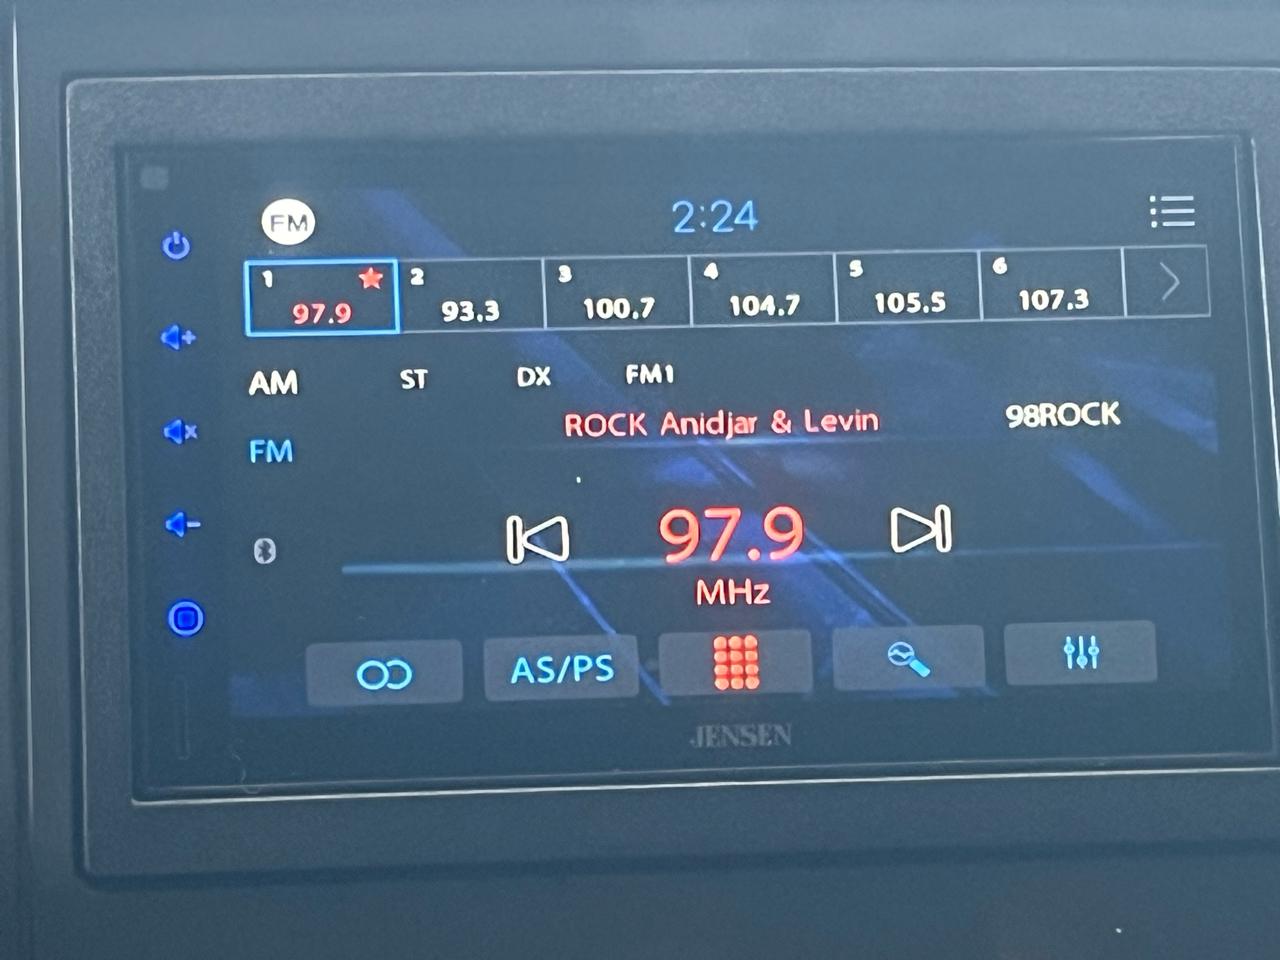 FM
2:24
1
97.9
2
93.3
3
100.7
4
104.7
5
105.5
6
107.3
AM
ST
DX
FM1
ROCK Anidjar & Levin
98ROCK
FM
97.9
MHz
AS/PS
JENSEN